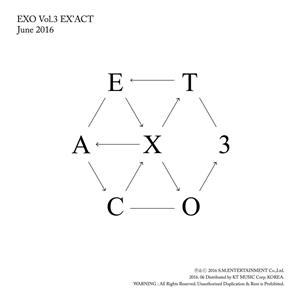 EXO Vol.3 EX'ACT
June 2016
E T
A X 3
C O
℗&© 2016 S.M.ENTERTAINMENT Co.,Ltd.
2016. 06 Distributed by KT MUSIC Corp. KOREA.
WARNING : All Rights Reserved. Unauthorized Duplication & Rent is Prohibited.